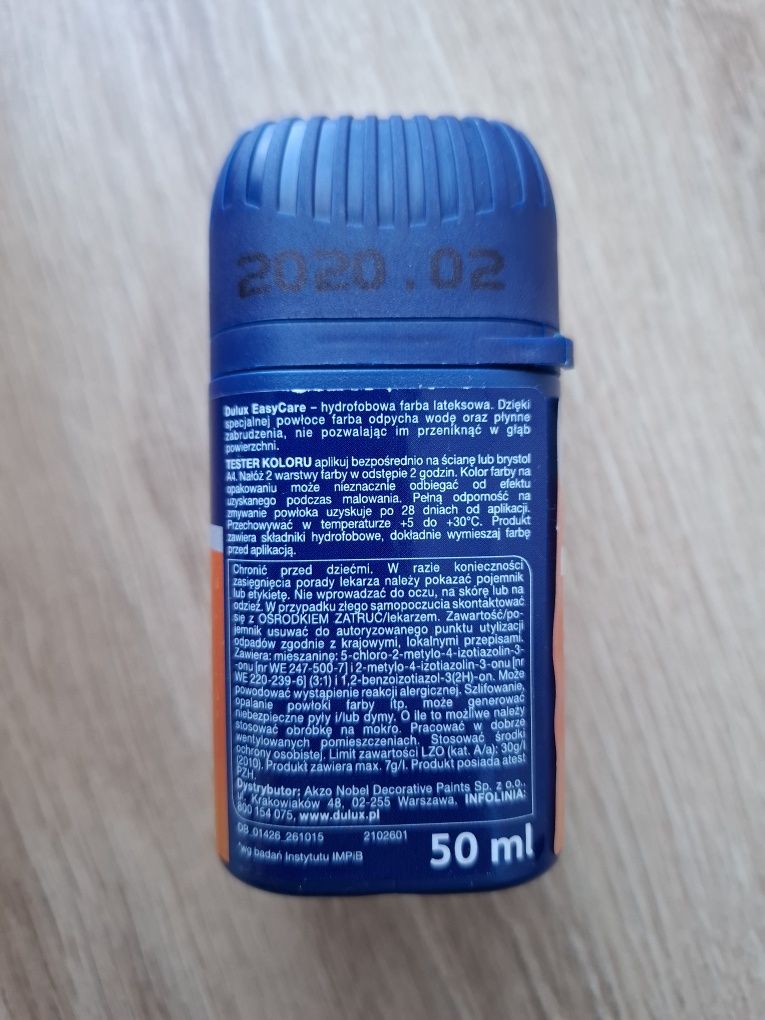 2020.02
Dulux EasyCare – hydrofobowa farba lateksowa. Dzięki
specjalnej powłoce farba odpycha wodę oraz płynne
zabrudzenia, nie pozwalając im przeniknąć w głąb
powierzchni.
TESTER KOLORU aplikuj bezpośrednio na ścianę lub brystol
A4. Nałóż 2 warstwy farby w odstępie 2 godzin. Kolor farby na
opakowaniu może nieznacznie odbiegać od efektu
uzyskanego podczas malowania. Pełną odporność na
zmywanie powłoka uzyskuje po 28 dniach od aplikacji.
Przechowywać w temperaturze +5 do +30°C. Produkt
zawiera składniki hydrofobowe, dokładnie wymieszaj farbę
przed aplikacją.
Chronić przed dziećmi. W razie konieczności
zasięgnięcia porady lekarza należy pokazać pojemnik
lub etykietę. Nie wprowadzać do oczu, na skórę lub na
odzież. W przypadku złego samopoczucia skontaktować
się z OŚRODKIEM ZATRUĆ/lekarzem. Zawartość/po-
jemnik usuwać do autoryzowanego punktu utylizacji
odpadów zgodnie z krajowymi, lokalnymi przepisami.
Zawiera: mieszaninę: 5-chloro-2-metylo-4-izotiazolin-3-
-onu [nr WE 247-500-7] i 2-metylo-4-izotiazolin-3-onu [nr
WE 220-239-6] (3:1) i 1,2-benzoizotiazol-3(2H)-on. Może
powodować wystąpienie reakcji alergicznej. Szlifowanie,
opalanie powłoki farby itp. może generować
niebezpieczne pyły i/lub dymy. O ile to możliwe należy
stosować obróbkę na mokro. Pracować w dobrze
wentylowanych pomieszczeniach. Stosować środki
ochrony osobistej. Limit zawartości LZO (kat. A/a): 30g/l
(2010). Produkt zawiera max. 7g/l. Produkt posiada atest
PZH.
Dystrybutor: Akzo Nobel Decorative Paints Sp. z o.o.,
ul. Krakowiaków 48, 02-255 Warszawa, INFOLINIA:
800 154 075, www.dulux.pl
OB_01426_261015 2102601
*wg badań Instytutu IMPiB
50 ml